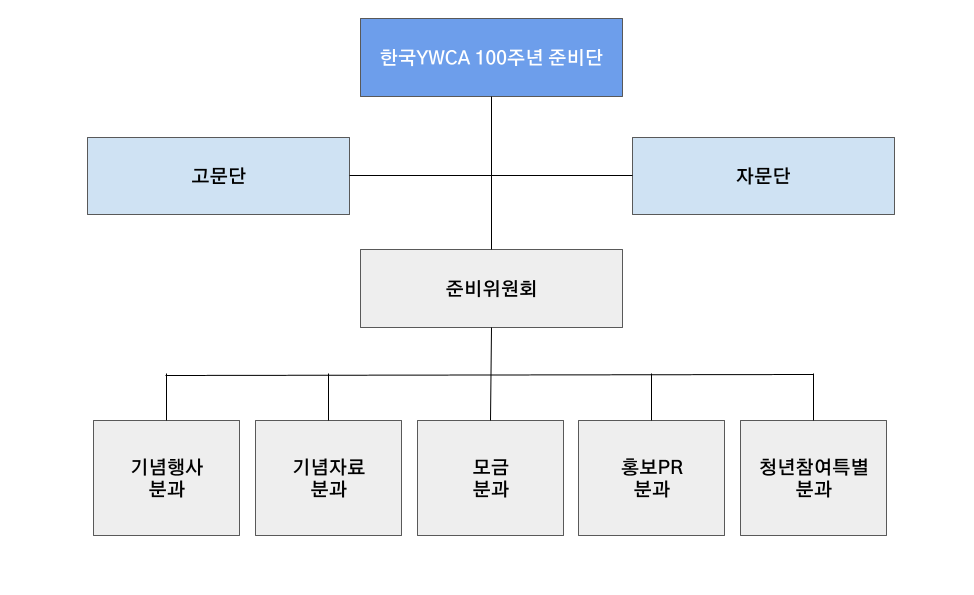 한국YWCA 100주년 준비단
고문단
자문단
준비위원회
기념행사
분과
기념자료
분과
모금
분과
홍보PR
분과
청년참여특별
분과